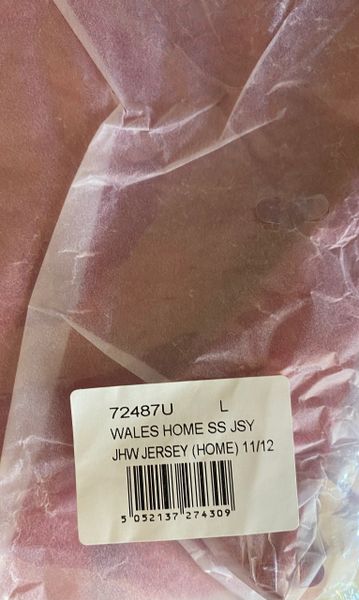 72487U L
WALES HOME SS JSY
JHW JERSEY (HOME) 11/12
5 052137 274309